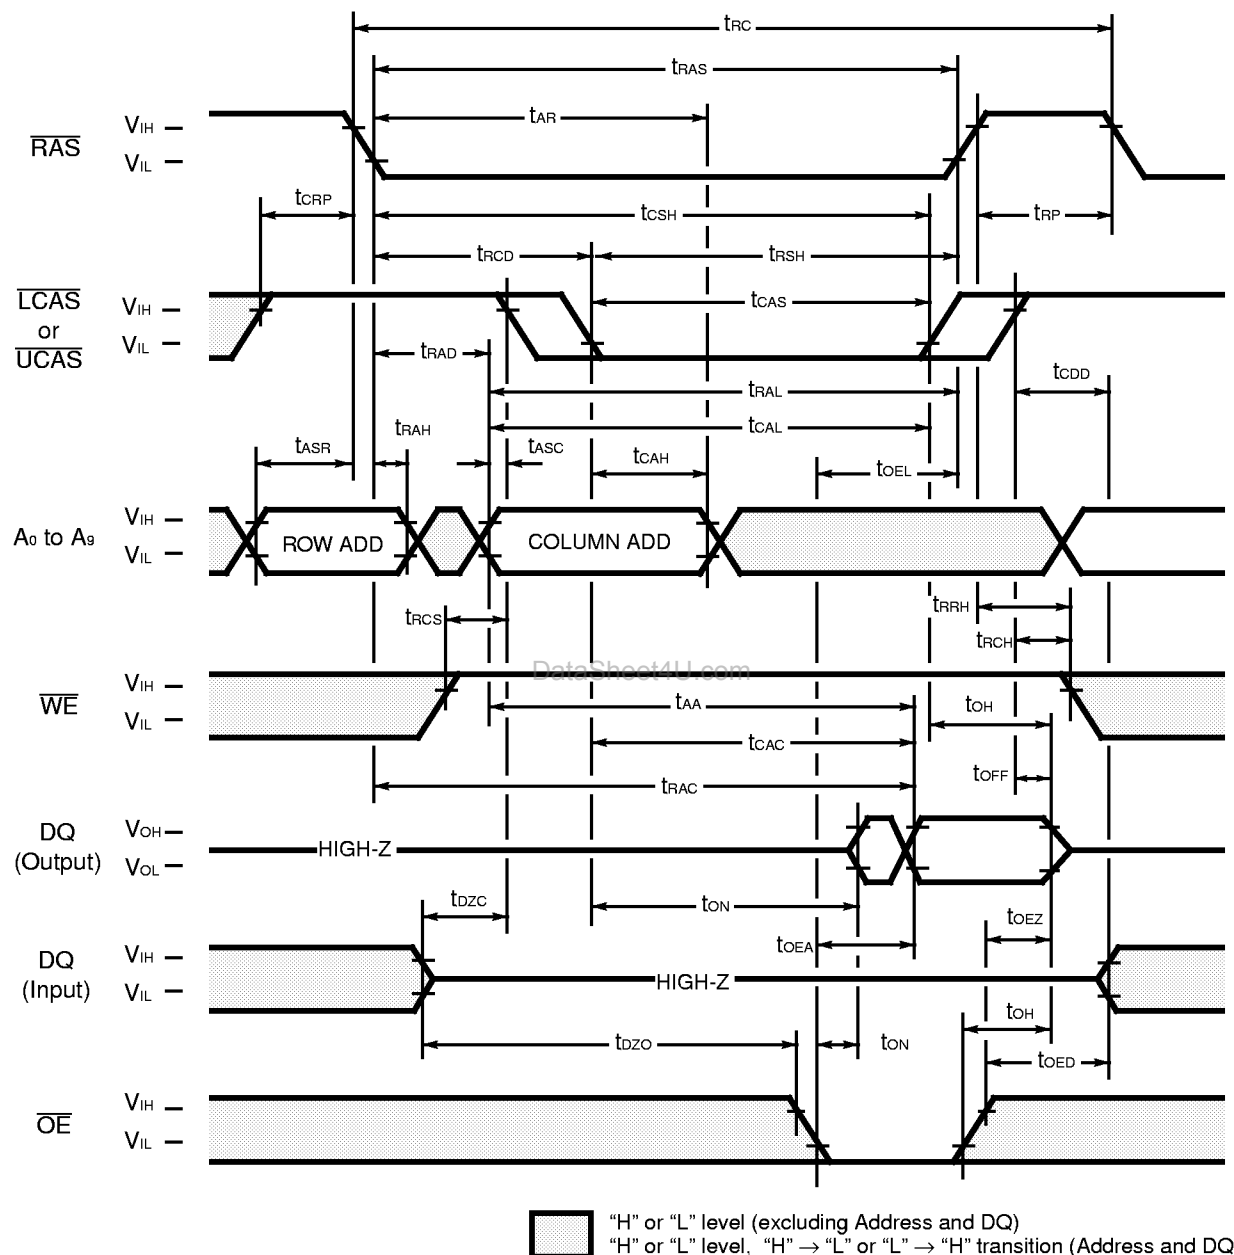 tRC
tRAS
tAR
RAS
VIH
VIL
tCRP
tCSH
tRP
tRCD
tRSH
LCAS
or
UCAS
VIH
VIL
tCAS
tRAD
tCDD
tRAL
tCAL
tRAH
tASR
tASC
tCAH
tOEL
A0 to A9
VIH
VIL
ROW ADD
COLUMN ADD
tRCS
tRRH
tRCH
DataSheet4U.com
WE
VIH
VIL
tAA
tOH
tCAC
tOFF
tRAC
DQ
(Output)
VOH
VOL
HIGH-Z
tDZC
tON
tOEZ
tOEA
DQ
(Input)
VIH
VIL
HIGH-Z
tOH
tDZO
tON
tOED
OE
VIH
VIL
“H” or “L” level (excluding Address and DQ)
“H” or “L” level, “H” → “L” or “L” → “H” transition (Address and DQ